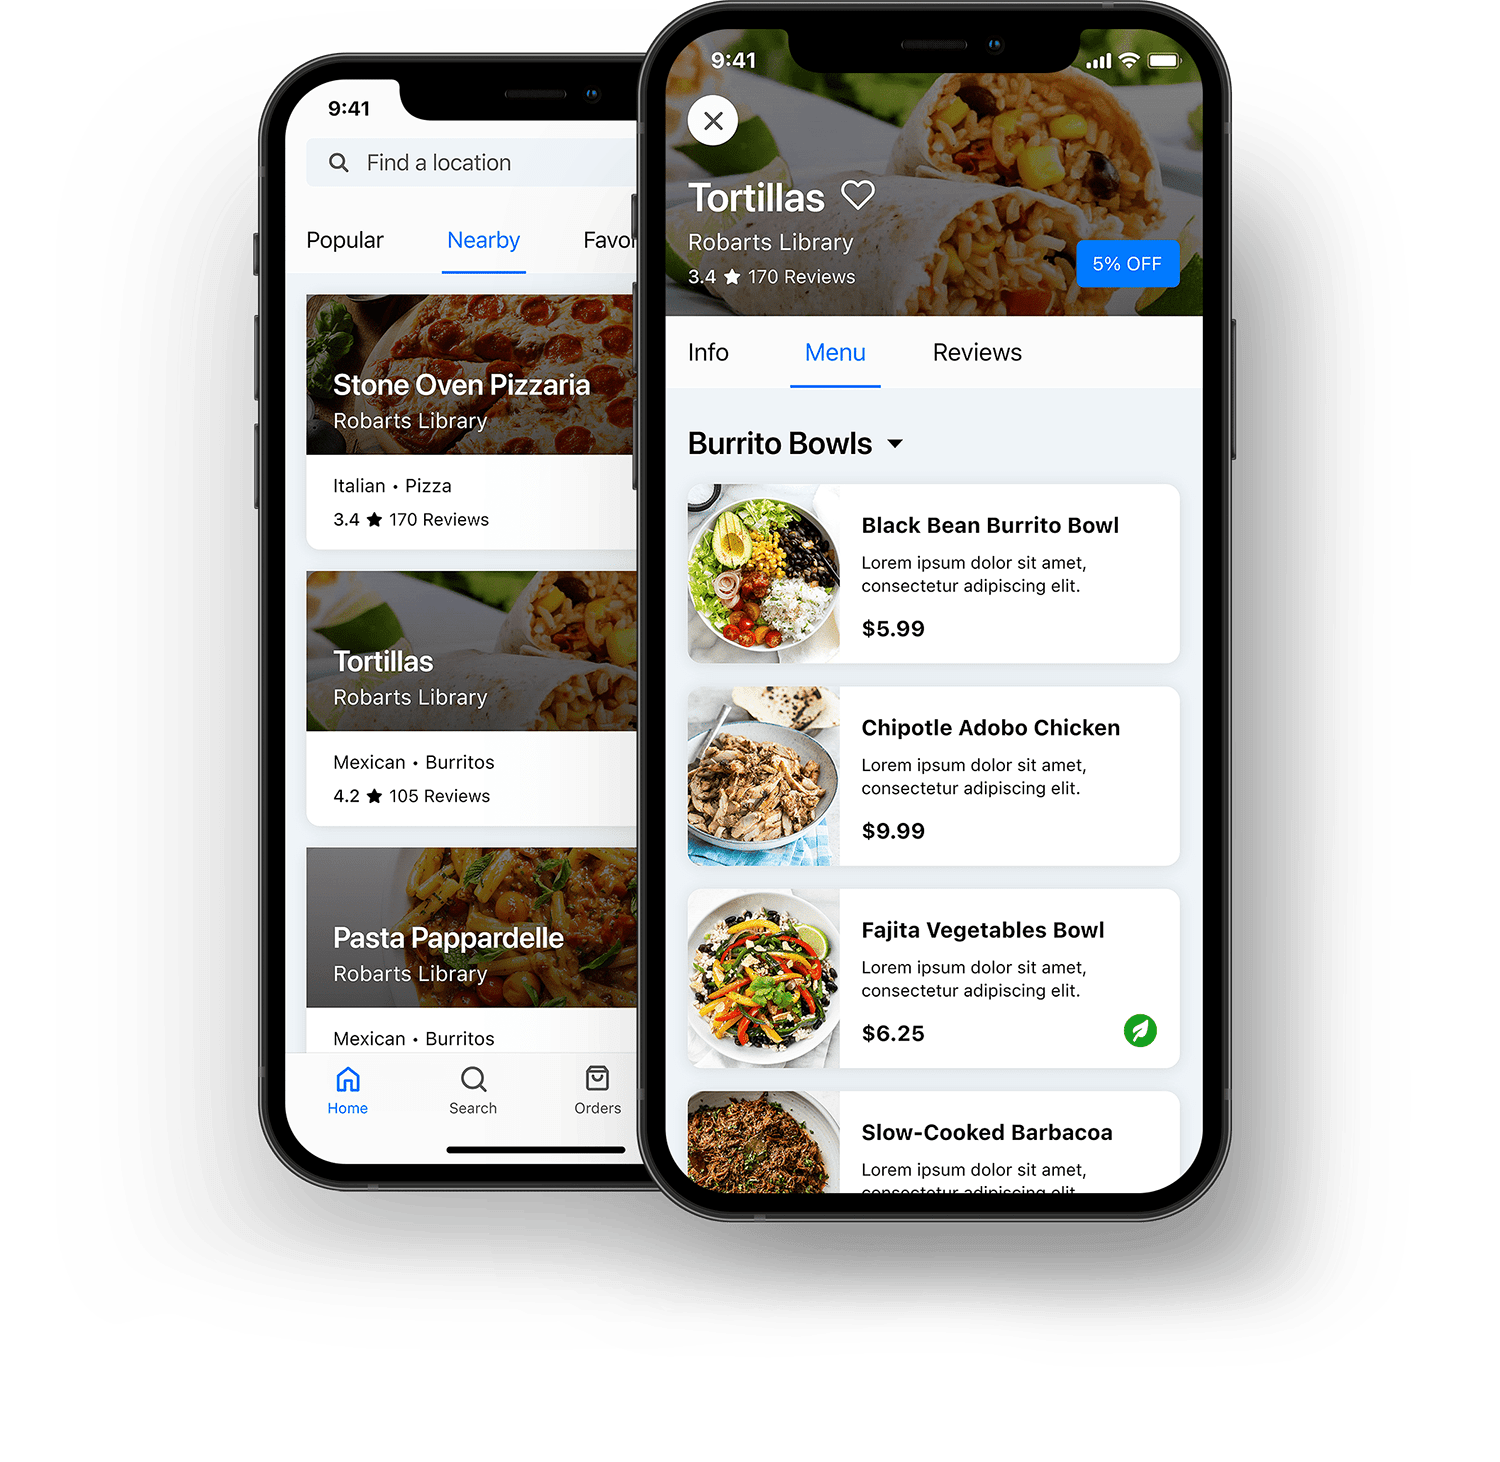 9:41
Find a location
Popular
Nearby
Favor
Stone Oven Pizzaria
Robarts Library
Italian • Pizza
3.4 ★ 170 Reviews
Tortillas
Robarts Library
Mexican • Burritos
4.2 ★ 105 Reviews
Pasta Pappardelle
Robarts Library
Mexican • Burritos
Home
Search
Orders
9:41
Tortillas
Robarts Library
3.4 ★ 170 Reviews
5% OFF
Info
Menu
Reviews
Burrito Bowls
Black Bean Burrito Bowl
Lorem ipsum dolor sit amet,
consectetur adipiscing elit.
$5.99
Chipotle Adobo Chicken
Lorem ipsum dolor sit amet,
consectetur adipiscing elit.
$9.99
Fajita Vegetables Bowl
Lorem ipsum dolor sit amet,
consectetur adipiscing elit.
$6.25
Slow-Cooked Barbacoa
Lorem ipsum dolor sit amet,
consectetur adipiscing elit.